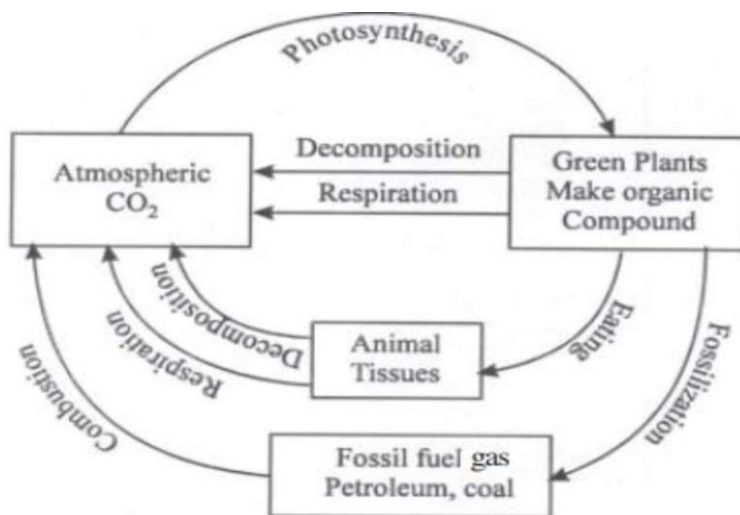 Photosynthesis
Atmospheric
CO₂
Decomposition
Respiration
Green Plants
Make organic
Compound
Decomposition
Respiration
Combustion
Animal
Tissues
Eating
Fossilization
Fossil fuel gas
Petroleum, coal